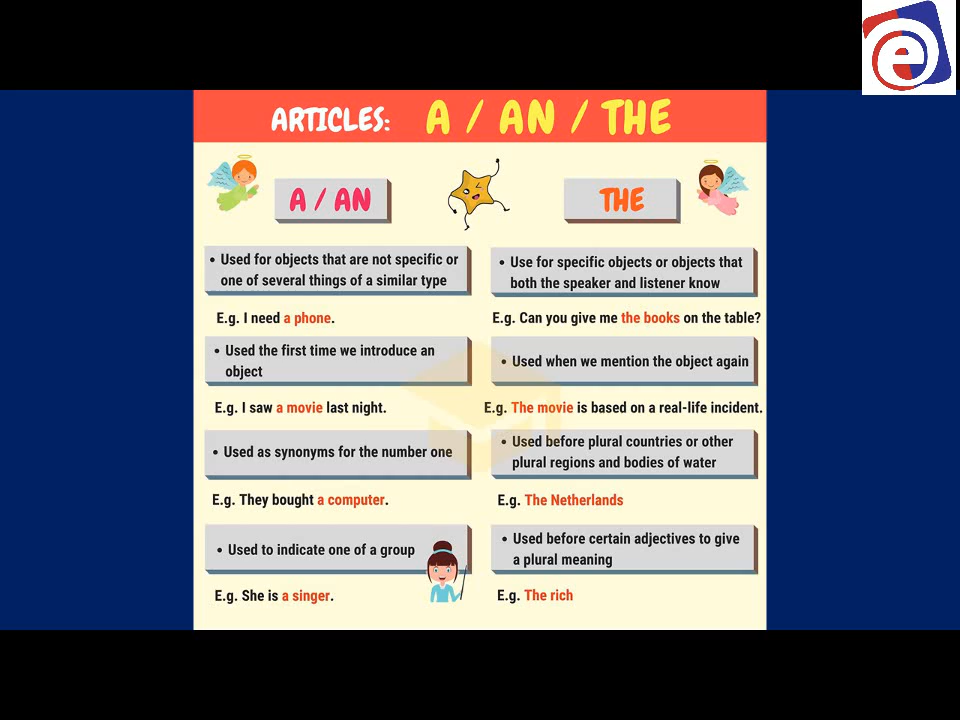 e
ARTICLES: A / AN / THE
A / AN
• Used for objects that are not specific or
one of several things of a similar type
E.g. I need a phone.
• Used the first time we introduce an
object
E.g. I saw a movie last night.
• Used as synonyms for the number one
E.g. They bought a computer.
• Used to indicate one of a group
E.g. She is a singer.
THE
• Use for specific objects or objects that
both the speaker and listener know
E.g. Can you give me the books on the table?
• Used when we mention the object again
E.g. The movie is based on a real-life incident.
• Used before plural countries or other
plural regions and bodies of water
E.g. The Netherlands
• Used before certain adjectives to give
a plural meaning
E.g. The rich